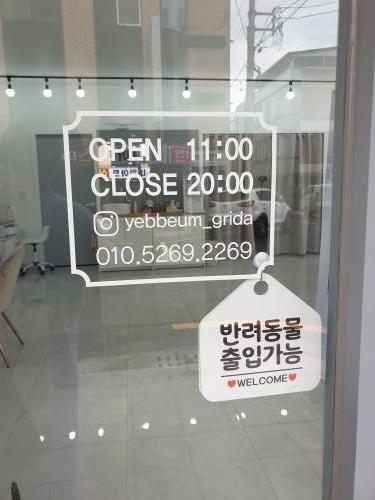 OPEN 11:00
CLOSE 20:00
yebbeum_grida
010.5269.2269
반려동물
출입가능
WELCOME